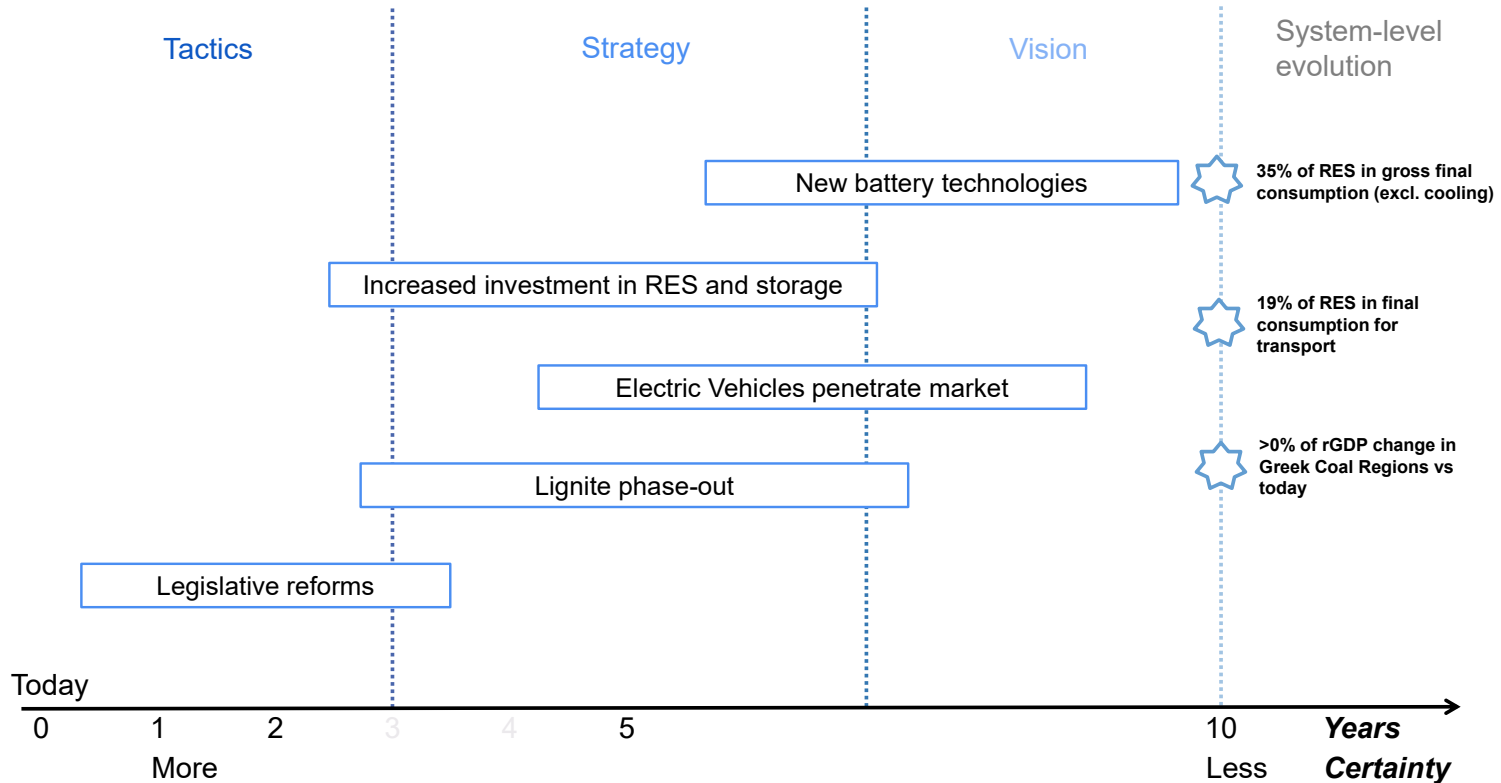 Tactics
Strategy
Vision
System-level
evolution
New battery technologies
35% of RES in gross final
consumption (excl. cooling)
Increased investment in RES and storage
19% of RES in final
consumption for
transport
Electric Vehicles penetrate market
>0% of rGDP change in
Greek Coal Regions vs
today
Lignite phase-out
Legislative reforms
Today
0 1 2 3 4 5 10 Years
More Less Certainty